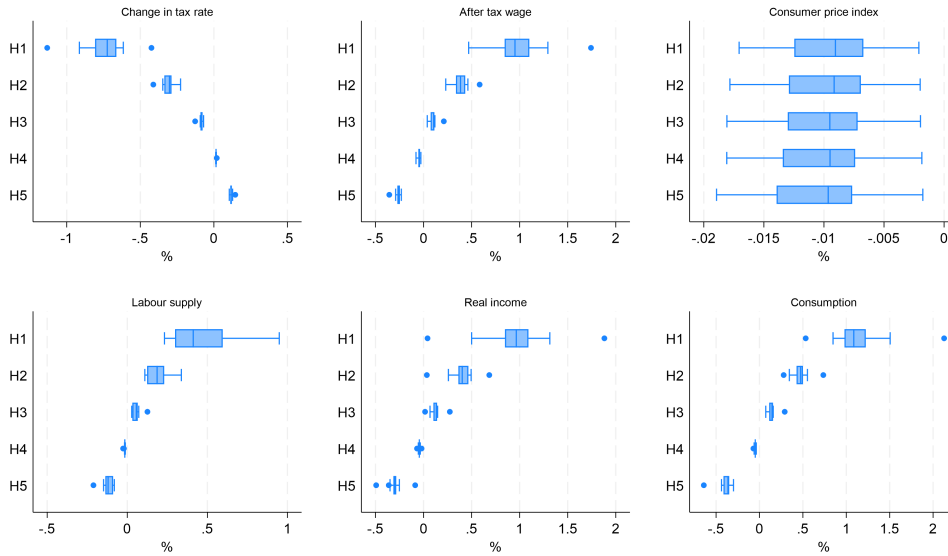 Change in tax rate
H1
H2
H3
H4
H5
-1 -.5 0 .5
%
After tax wage
H1
H2
H3
H4
H5
-.5 0 .5 1 1.5 2
%
Consumer price index
H1
H2
H3
H4
H5
-.02 -.015 -.01 -.005 0
%
Labour supply
H1
H2
H3
H4
H5
-.5 0 .5 1
%
Real income
H1
H2
H3
H4
H5
-.5 0 .5 1 1.5 2
%
Consumption
H1
H2
H3
H4
H5
-.5 0 .5 1 1.5 2
%